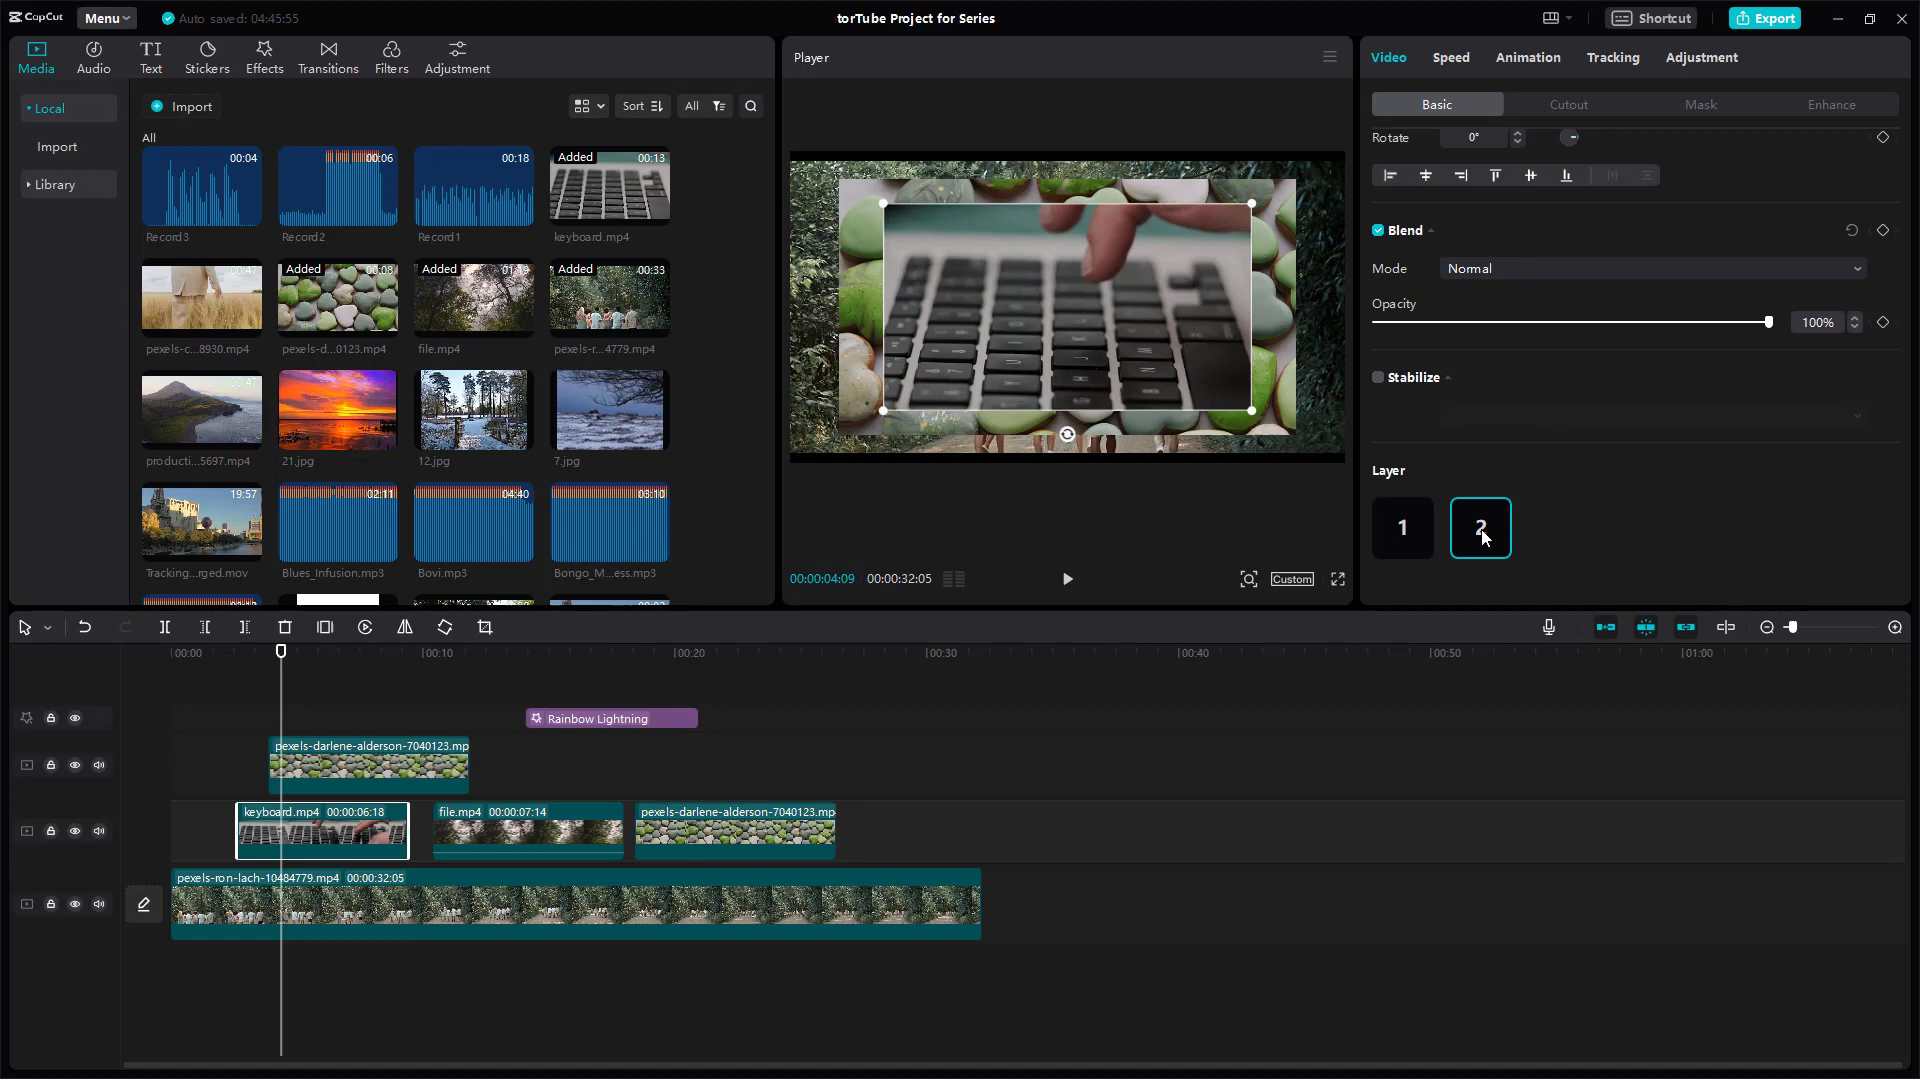 CapCut
Menu
Auto saved: 04:45:55
torTube Project for Series
Shortcut
Export
Media
Audio
TI
Text
Stickers
Effects
Transitions
Filters
Adjustment
Local
Import
Library
Import
Sort
All
All
00:04
Record3
00:06
Record2
00:18
Record1
Added
00:13
keyboard.mp4
00:47
pexels-c...8930.mp4
Added
00:08
pexels-d...0123.mp4
Added
01:19
file.mp4
Added
00:33
pexels-r...4779.mp4
00:47
producti...5697.mp4
21.jpg
12.jpg
7.jpg
19:57
Tracking...rged.mov
02:11
Blues_Infusion.mp3
04:40
Bovi.mp3
03:10
Bongo_M...ess.mp3
Player
00:00:04:09
00:00:32:05
Custom
Video
Speed
Animation
Tracking
Adjustment
Basic
Cutout
Mask
Enhance
Rotate
0°
Blend
Mode
Normal
Opacity
100%
Stabilize
Layer
1
2
00:00
00:10
00:20
00:30
00:40
00:50
01:00
Rainbow Lightning
pexels-darlene-alderson-7040123.mp
keyboard.mp4 00:00:06:18
file.mp4 00:00:07:14
pexels-darlene-alderson-7040123.mp
pexels-ron-lach-10484779.mp4 00:00:32:05